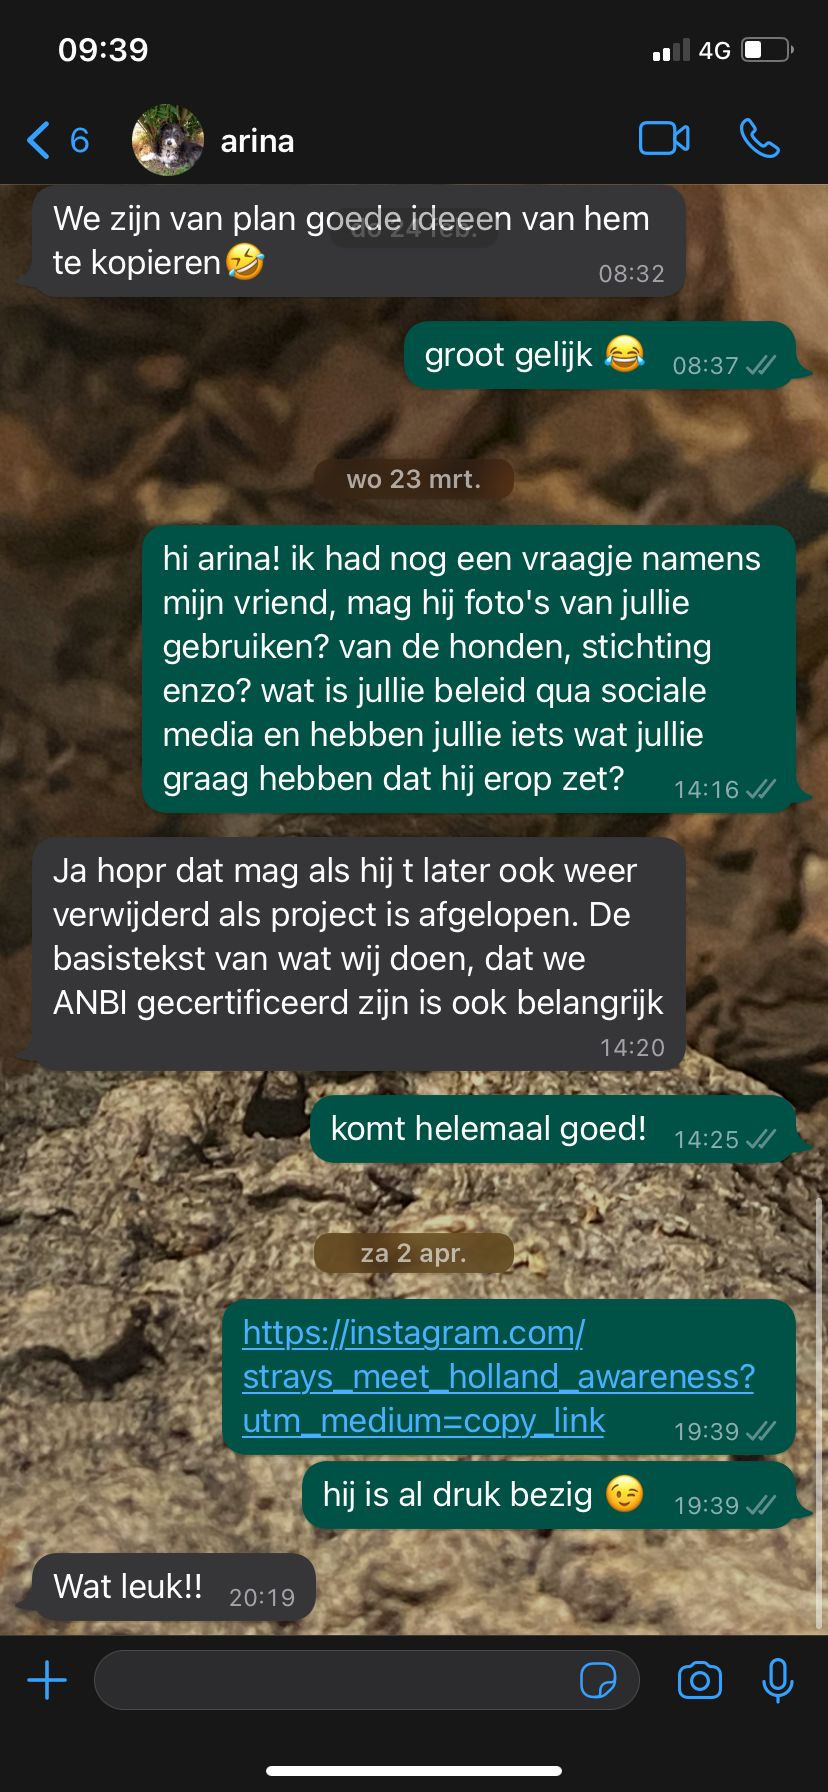 09:39
4G
6
arina
do 24 feb.
We zijn van plan goede ideeen van hem
te kopieren🤣
08:32
groot gelijk 😂
08:37
wo 23 mrt.
hi arina! ik had nog een vraagje namens
mijn vriend, mag hij foto's van jullie
gebruiken? van de honden, stichting
enzo? wat is jullie beleid qua sociale
media en hebben jullie iets wat jullie
graag hebben dat hij erop zet?
14:16
Ja hopr dat mag als hij t later ook weer
verwijderd als project is afgelopen. De
basistekst van wat wij doen, dat we
ANBI gecertificeerd zijn is ook belangrijk
14:20
komt helemaal goed!
14:25
za 2 apr.
https://instagram.com/
strays_meet_holland_awareness?
utm_medium=copy_link
19:39
hij is al druk bezig 😉
19:39
Wat leuk!!
20:19